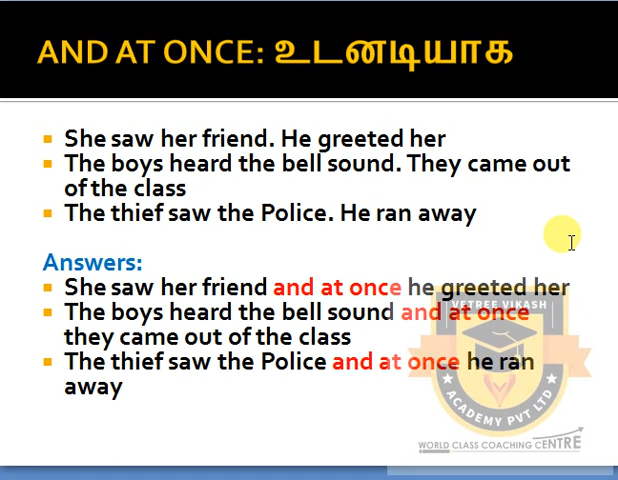 AND AT ONCE: உடனடியாக
She saw her friend. He greeted her
The boys heard the bell sound. They came out
of the class
The thief saw the Police. He ran away
Answers:
She saw her friend and at once he greeted her
The boys heard the bell sound and at once
they came out of the class
The thief saw the Police and at once he ran
away
VETREE VIKASH
ACADEMY PVT LTD
WORLD CLASS COACHING CENTRE